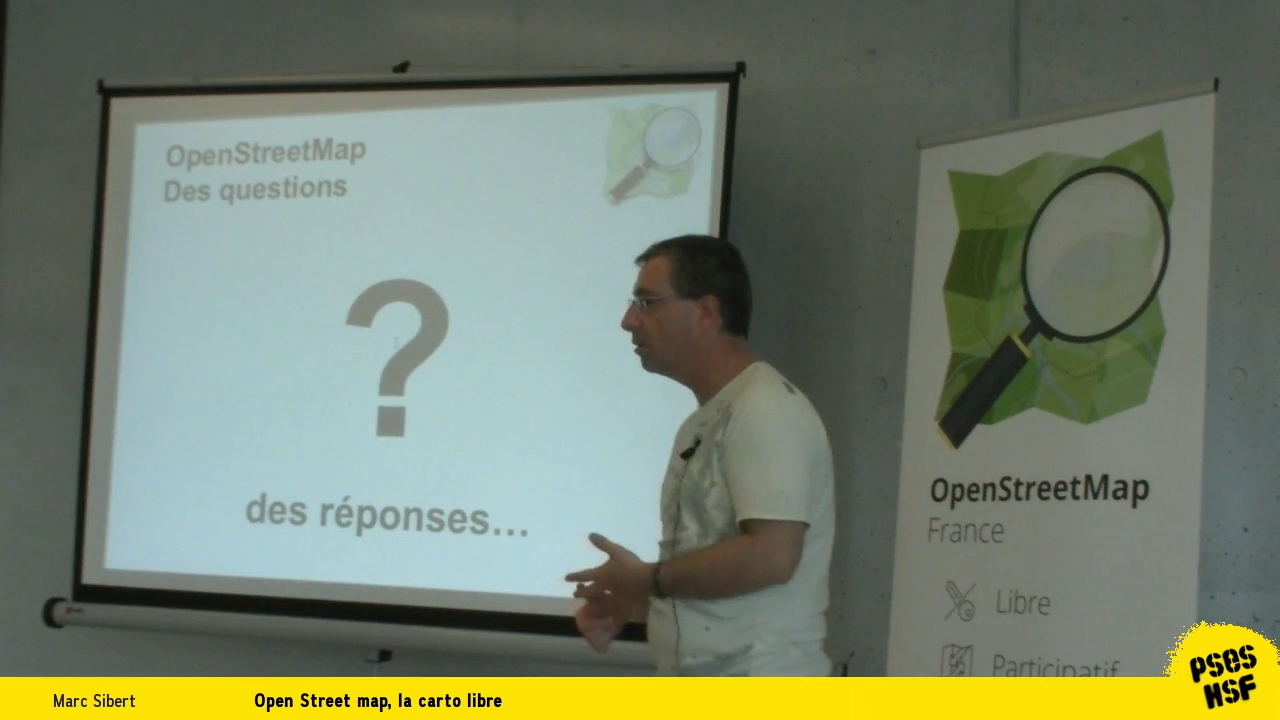 OpenStreetMap
Des questions
?
des réponses...
OpenStreetMap
France
Libre
Participatif
Marc Sibert
Open Street map, la carto libre
PSES
HSF